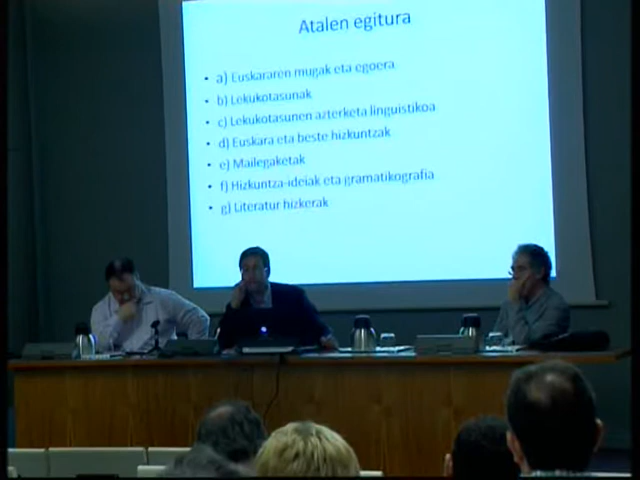 Atalen egitura
• a) Euskararen mugak eta egoera
• b) Lekukotasunak
• c) Lekukotasunen azterketa linguistikoa
• d) Euskara eta beste hizkuntzak
• e) Mailegaketak
• f) Hizkuntza-ideiak eta gramatikografia
• g) Literatur hizkerak